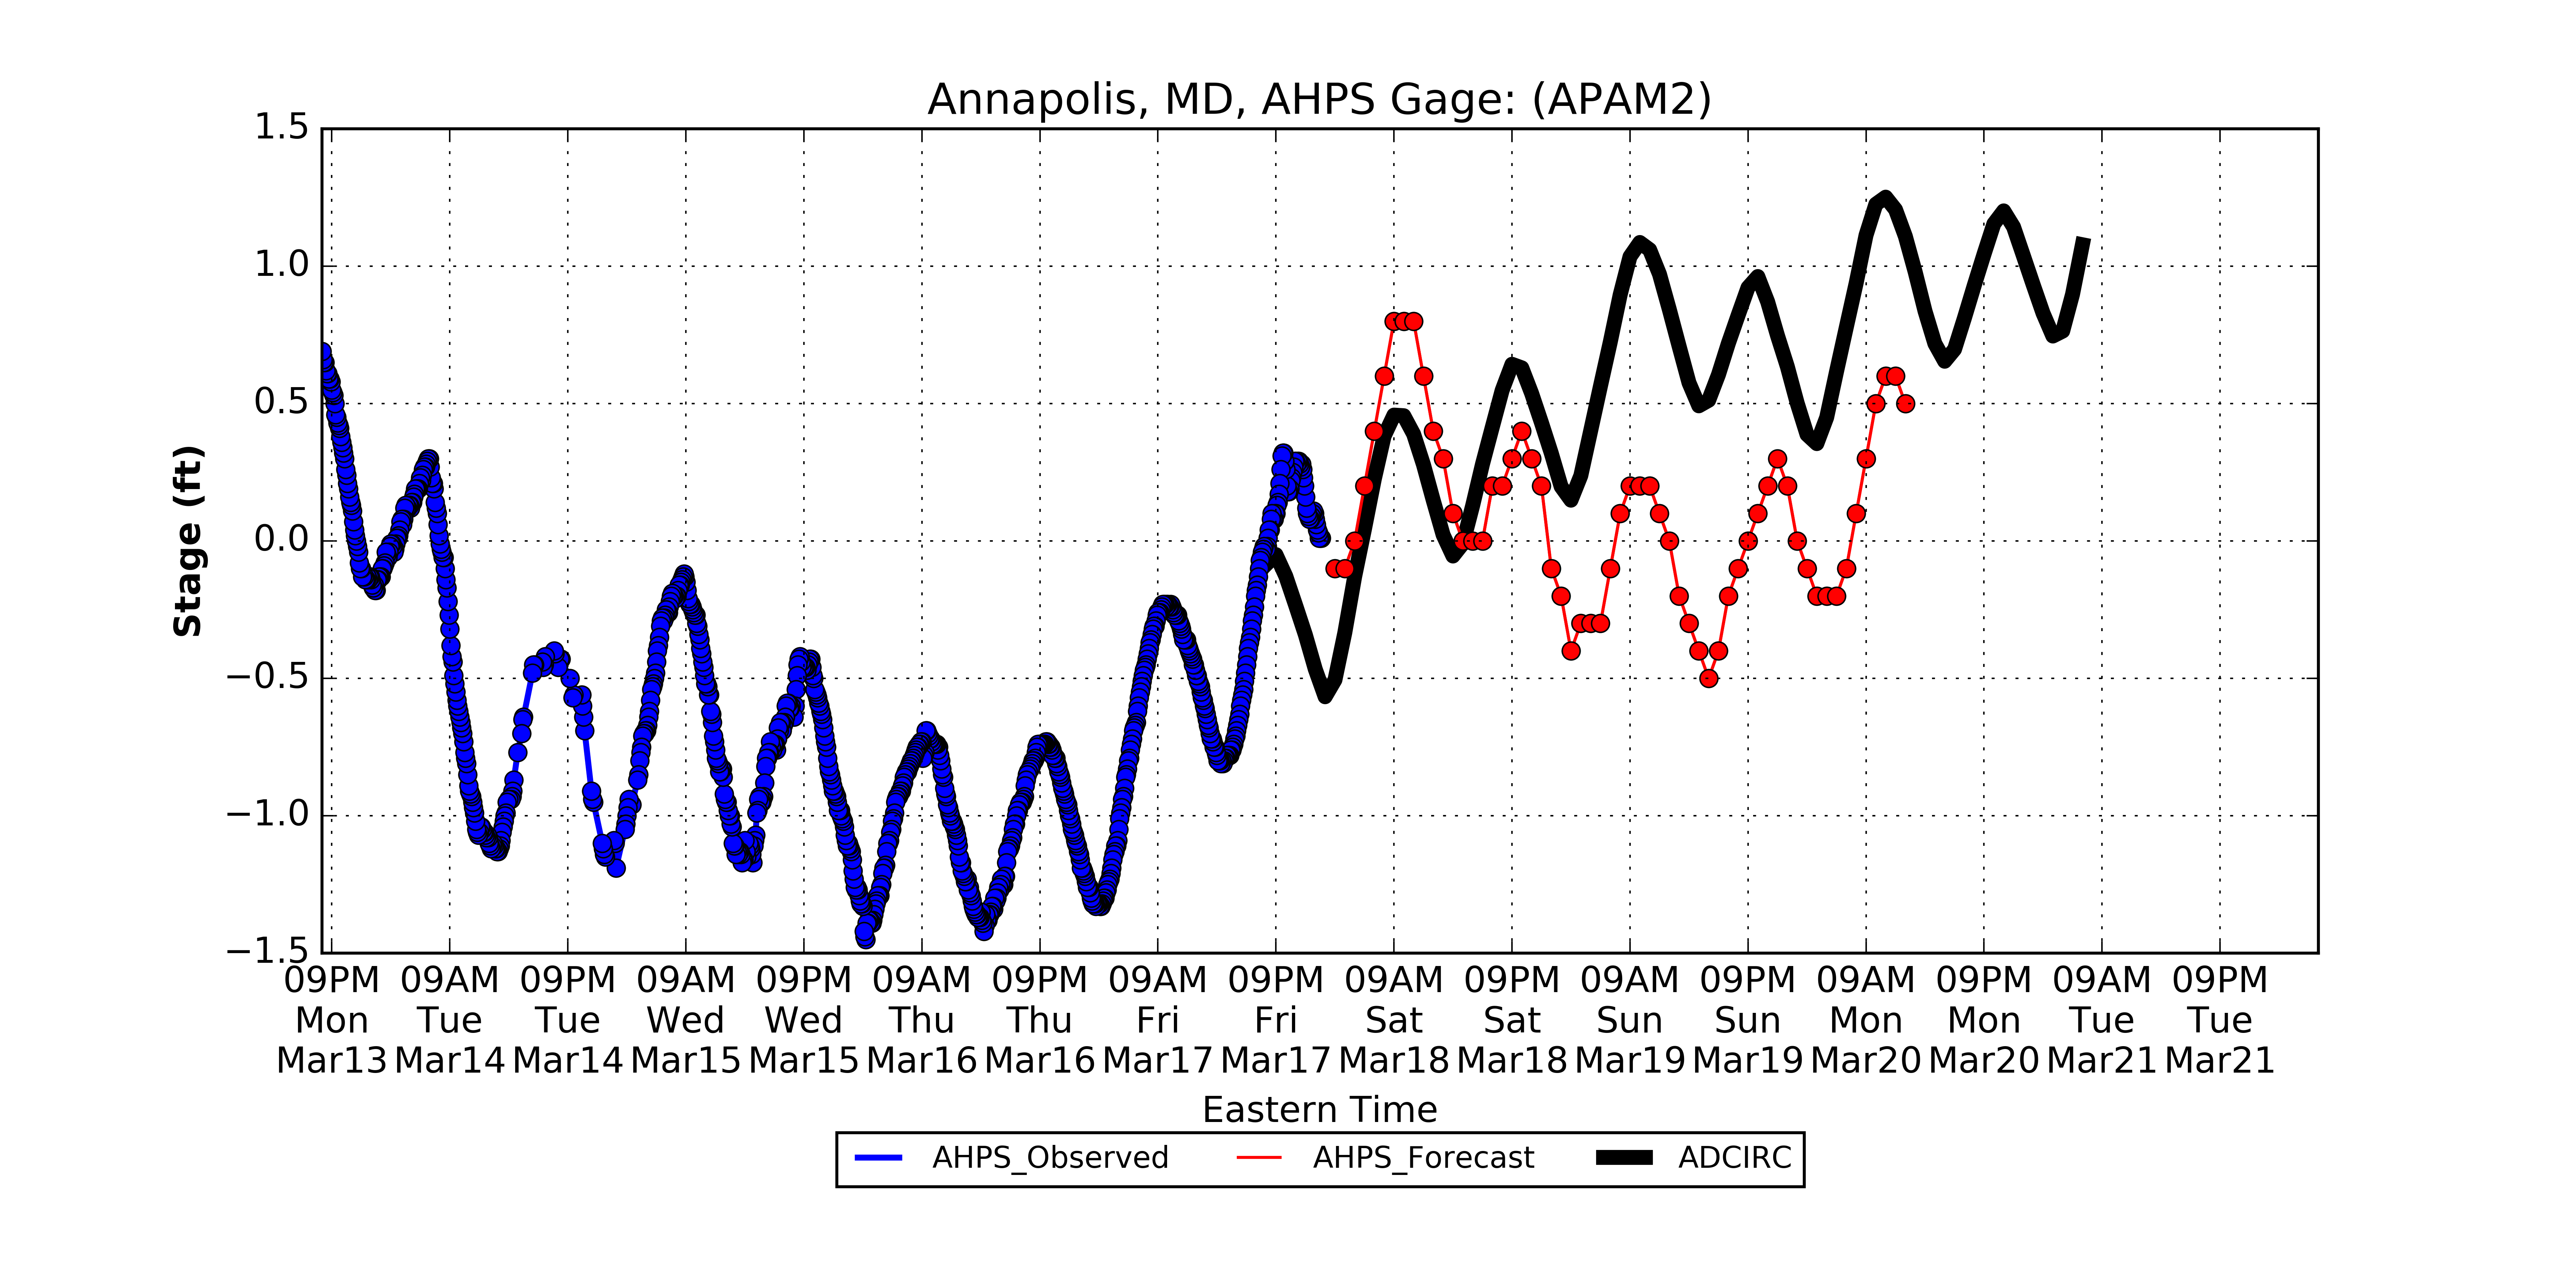 Annapolis, MD, AHPS Gage: (APAM2)
1.5
1.0
0.5
0.0
−0.5
−1.0
−1.5
Stage (ft)
09PM 09AM 09PM 09AM 09PM 09AM 09PM 09AM 09PM 09AM 09PM 09AM 09PM 09AM 09PM 09AM 09PM
Mon Tue Tue Wed Wed Thu Thu Fri Fri Sat Sat Sun Sun Mon Mon Tue Tue
Mar13 Mar14 Mar14 Mar15 Mar15 Mar16 Mar16 Mar17 Mar17 Mar18 Mar18 Mar19 Mar19 Mar20 Mar20 Mar21 Mar21
Eastern Time
AHPS_Observed AHPS_Forecast ADCIRC